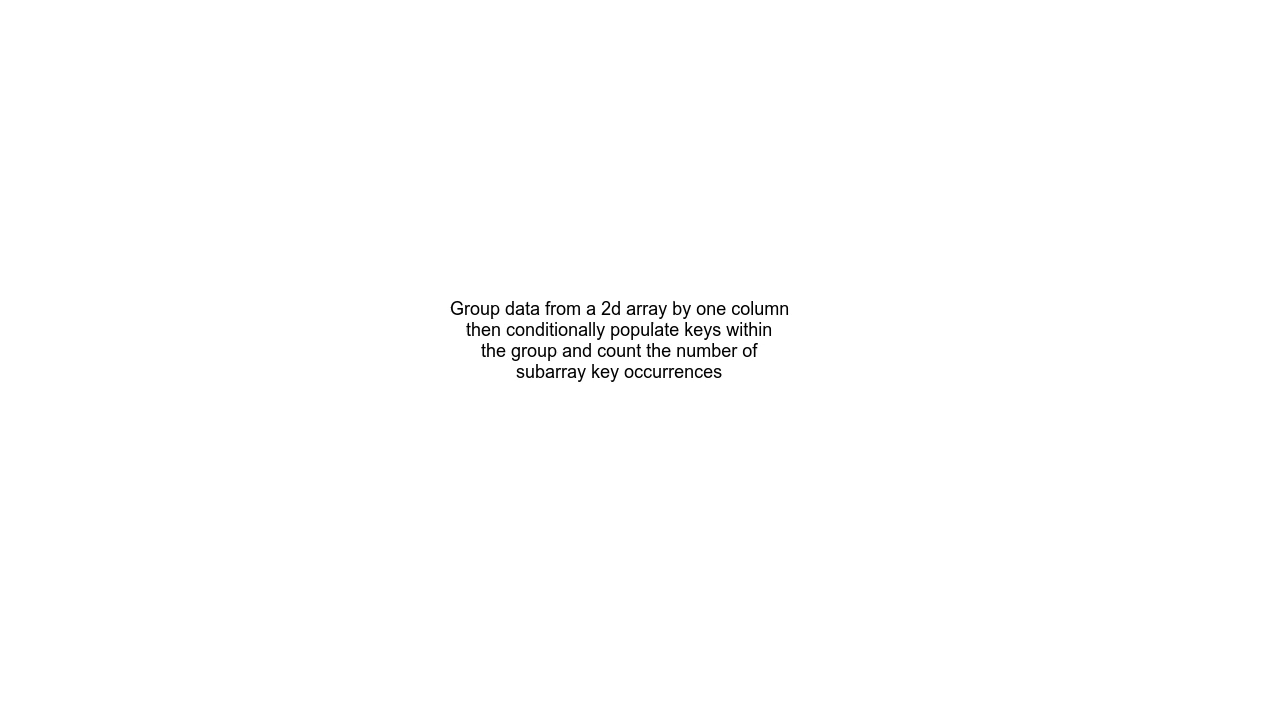 Group data from a 2d array by one column
then conditionally populate keys within
the group and count the number of
subarray key occurrences